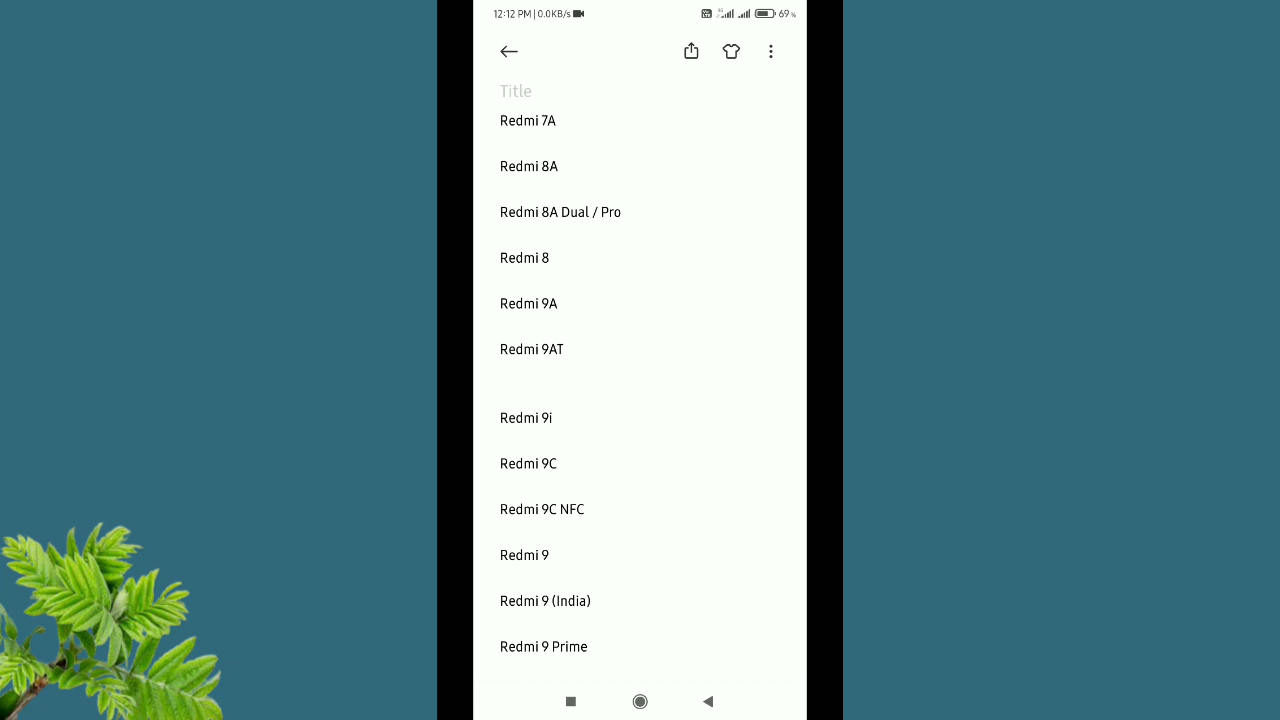 12:12 PM | 0.0KB/s 69%
Title
Redmi 7A
Redmi 8A
Redmi 8A Dual / Pro
Redmi 8
Redmi 9A
Redmi 9AT
Redmi 9i
Redmi 9C
Redmi 9C NFC
Redmi 9
Redmi 9 (India)
Redmi 9 Prime